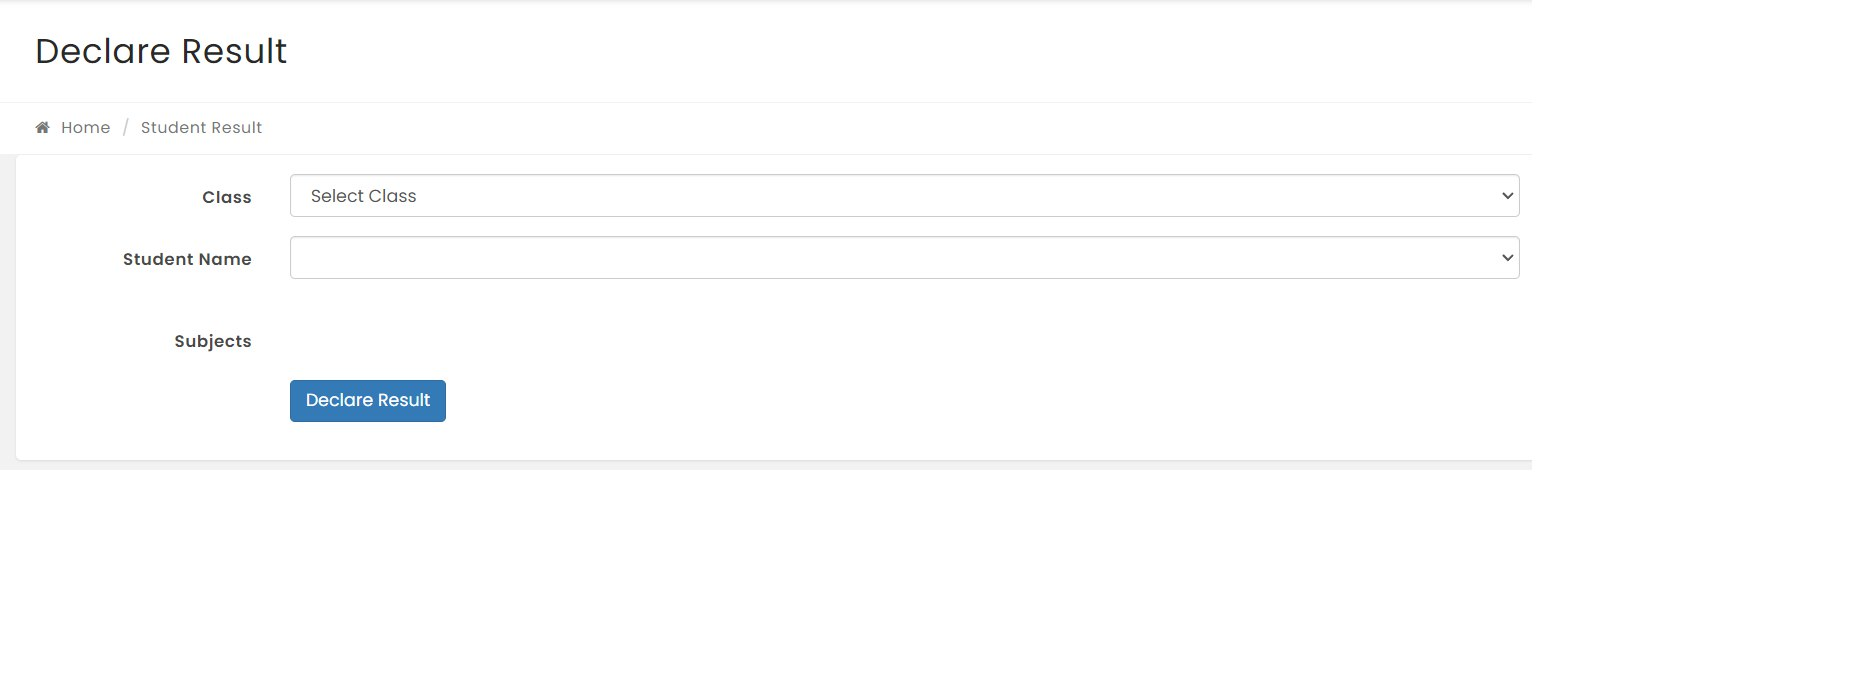 Declare Result
Home / Student Result
Class
Select Class
Student Name
Subjects
Declare Result